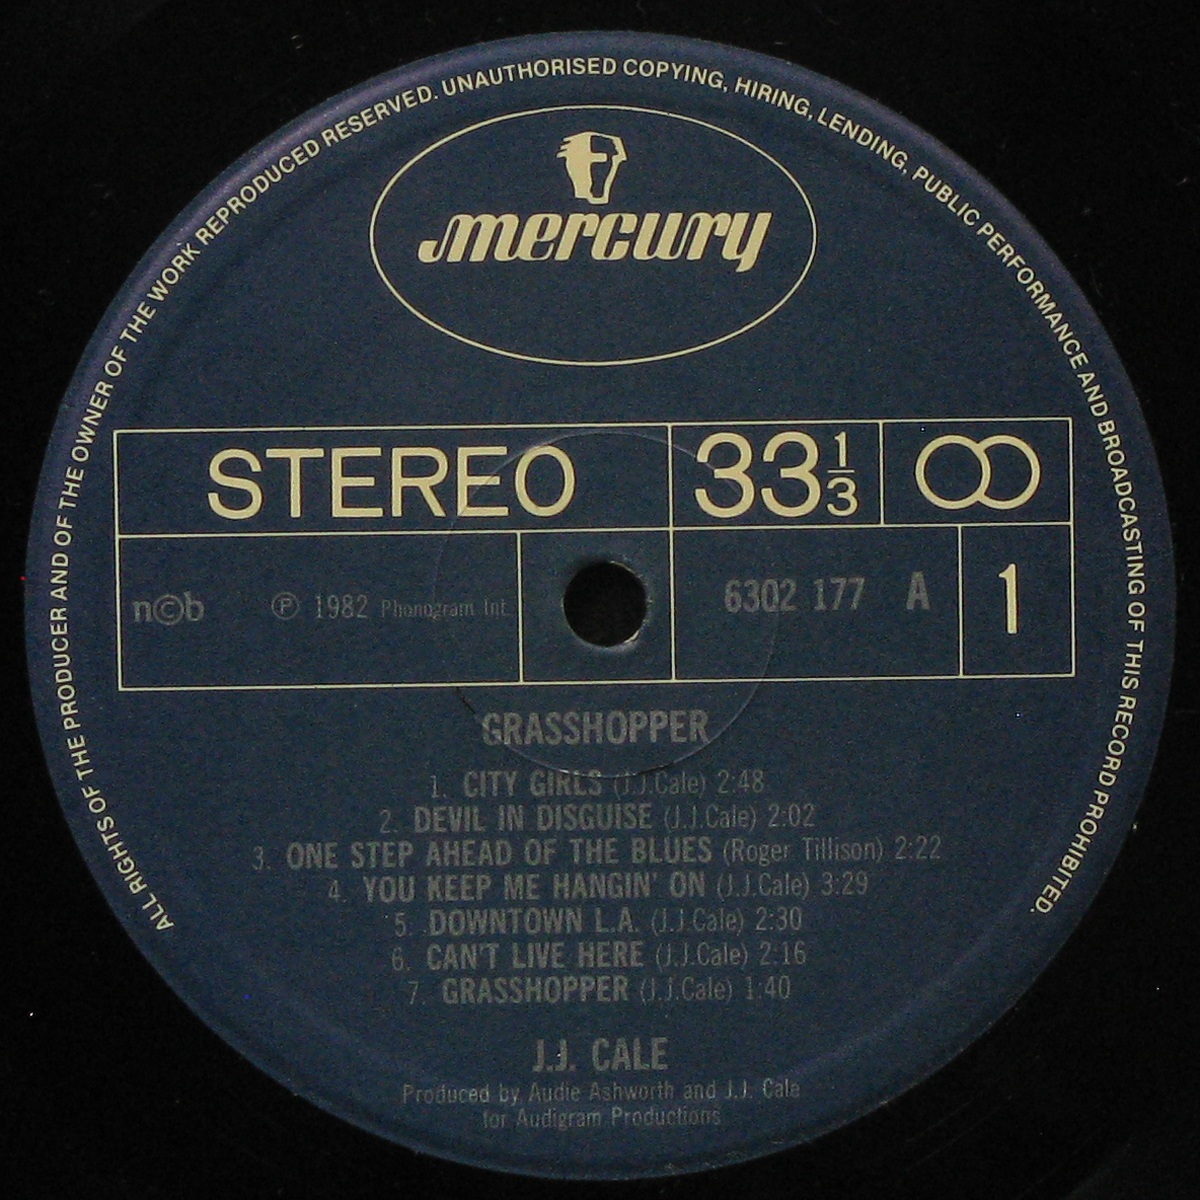 ALL RIGHTS OF THE PRODUCER AND OF THE OWNER OF THE WORK REPRODUCED RESERVED. UNAUTHORISED COPYING, HIRING, LENDING, PUBLIC PERFORMANCE AND BROADCASTING OF THIS RECORD PROHIBITED.
mercury
STEREO 33 1/3
n©b ℗ 1982 Phonogram Int 6302 177 A 1
GRASSHOPPER
1. CITY GIRLS (J.J.Cale) 2:48
2. DEVIL IN DISGUISE (J.J.Cale) 2:02
3. ONE STEP AHEAD OF THE BLUES (Roger Tillison) 2:22
4. YOU KEEP ME HANGIN' ON (J.J.Cale) 3:29
5. DOWNTOWN L.A. (J.J.Cale) 2:30
6. CAN'T LIVE HERE (J.J.Cale) 2:16
7. GRASSHOPPER (J.J.Cale) 1:40
J.J. CALE
Produced by Audie Ashworth and J.J. Cale
for Audigram Productions